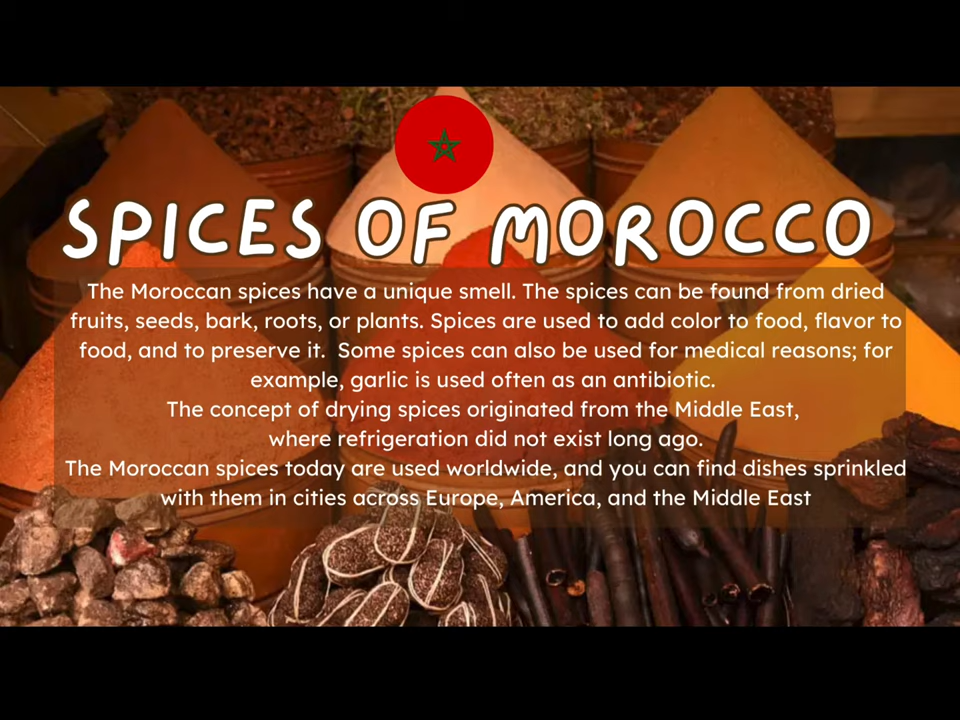 SPICES OF MOROCCO
The Moroccan spices have a unique smell. The spices can be found from dried
fruits, seeds, bark, roots, or plants. Spices are used to add color to food, flavor to
food, and to preserve it.  Some spices can also be used for medical reasons; for
example, garlic is used often as an antibiotic.
The concept of drying spices originated from the Middle East,
where refrigeration did not exist long ago.
The Moroccan spices today are used worldwide, and you can find dishes sprinkled
with them in cities across Europe, America, and the Middle East